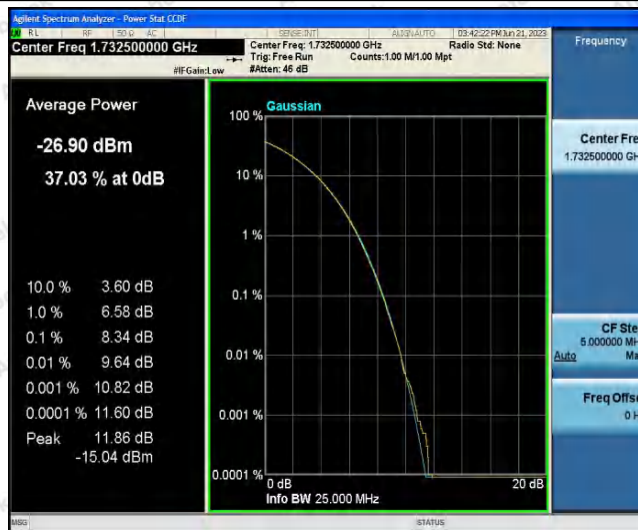 Agilent Spectrum Analyzer - Power Stat CCDF
RL RF 50 Ω AC SENSE:INT ALIGN AUTO 03:42:22 PM Jun 21, 2023
Center Freq 1.732500000 GHz
Center Freq: 1.732500000 GHz Radio Std: None
Trig: Free Run Counts:1.00 M/1.00 Mpt
#IFGain:Low #Atten: 46 dB
Frequency
Average Power
-26.90 dBm
37.03 % at 0dB
10.0 % 3.60 dB
1.0 % 6.58 dB
0.1 % 8.34 dB
0.01 % 9.64 dB
0.001 % 10.82 dB
0.0001 % 11.60 dB
Peak 11.86 dB
-15.04 dBm
Gaussian
100 %
10 %
1 %
0.1 %
0.01 %
0.001 %
0.0001 %
0 dB 20 dB
Info BW 25.000 MHz
Center Fre
1.732500000 GH
CF Ste
5.000000 MH
Auto Ma
Freq Offse
0 H
MSG STATUS